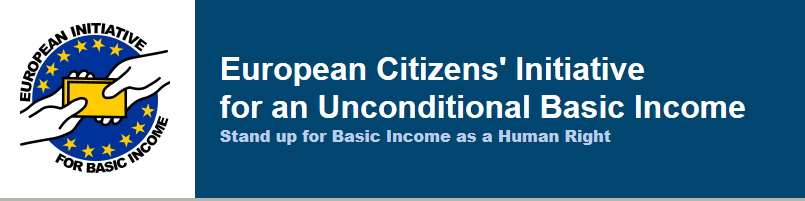 EUROPEAN INITIATIVE
FOR BASIC INCOME
European Citizens' Initiative
for an Unconditional Basic Income
Stand up for Basic Income as a Human Right